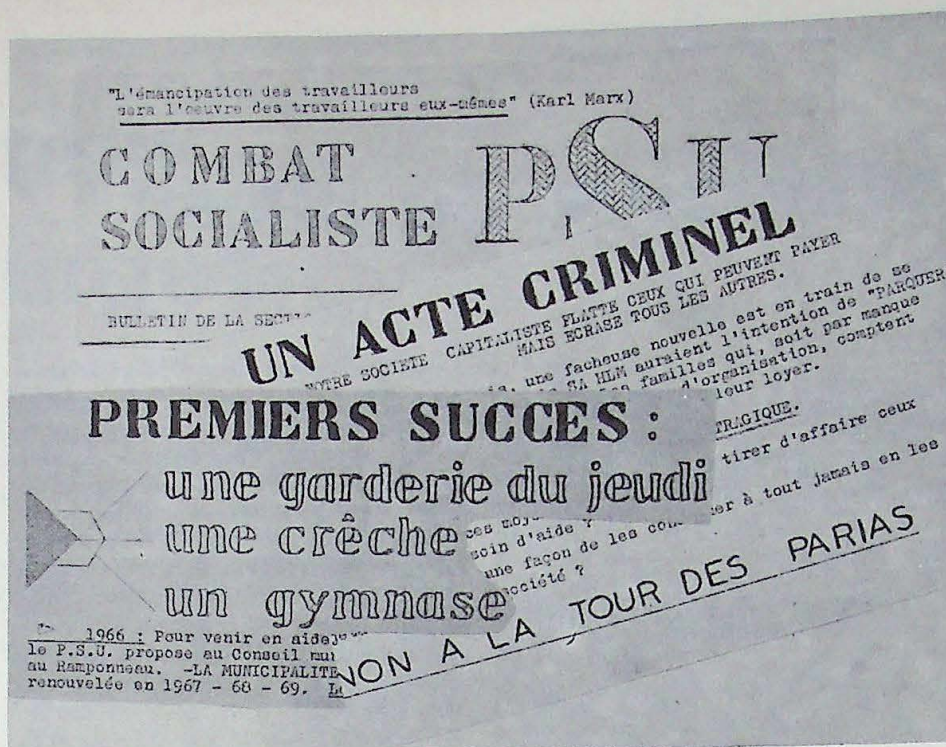 "L'émancipation des travailleurs
sera l'oeuvre des travailleurs eux-mêmes" (Karl Marx)
COMBAT
SOCIALISTE
PSU
BULLETIN DE LA
UN ACTE CRIMINEL
NOTRE SOCIETE CAPITALISTE FLATTE CEUX QUI PEUVENT PAYER
MAIS ECRASE TOUS LES AUTRES.
une facheuse nouvelle est en train de se
SA HLM auraient l'intention de "PARQUER
familles qui, soit par manque
d'organisation, comptent
leur loyer.
TRAGIQUE.
tirer d'affaire ceux
à tout jamais en les
soin d'aide ?
une façon de les
société ?
NON A LA TOUR DES PARIAS
PREMIERS SUCCES :
une garderie du jeudi
une crêche
un gymnase
1966 : Pour venir en aide
le P.S.U. propose au Conseil
au Ramponneau. -LA MUNICIPALITE
renouvelée en 1967 - 68 - 69.